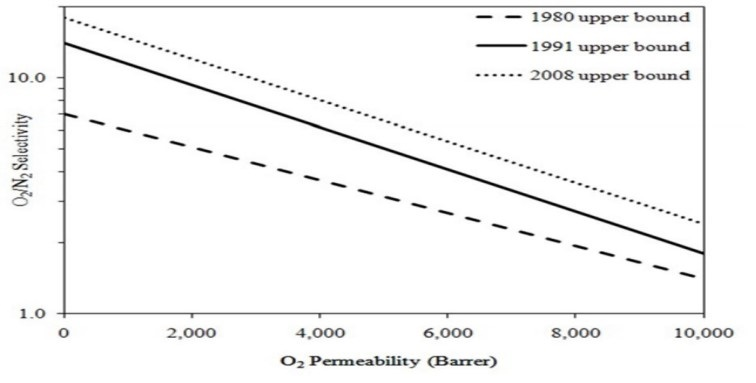 1980 upper bound
1991 upper bound
2008 upper bound
10.0
1.0
O₂/N₂ Selectivity
0 2,000 4,000 6,000 8,000 10,000
O₂ Permeability (Barrer)